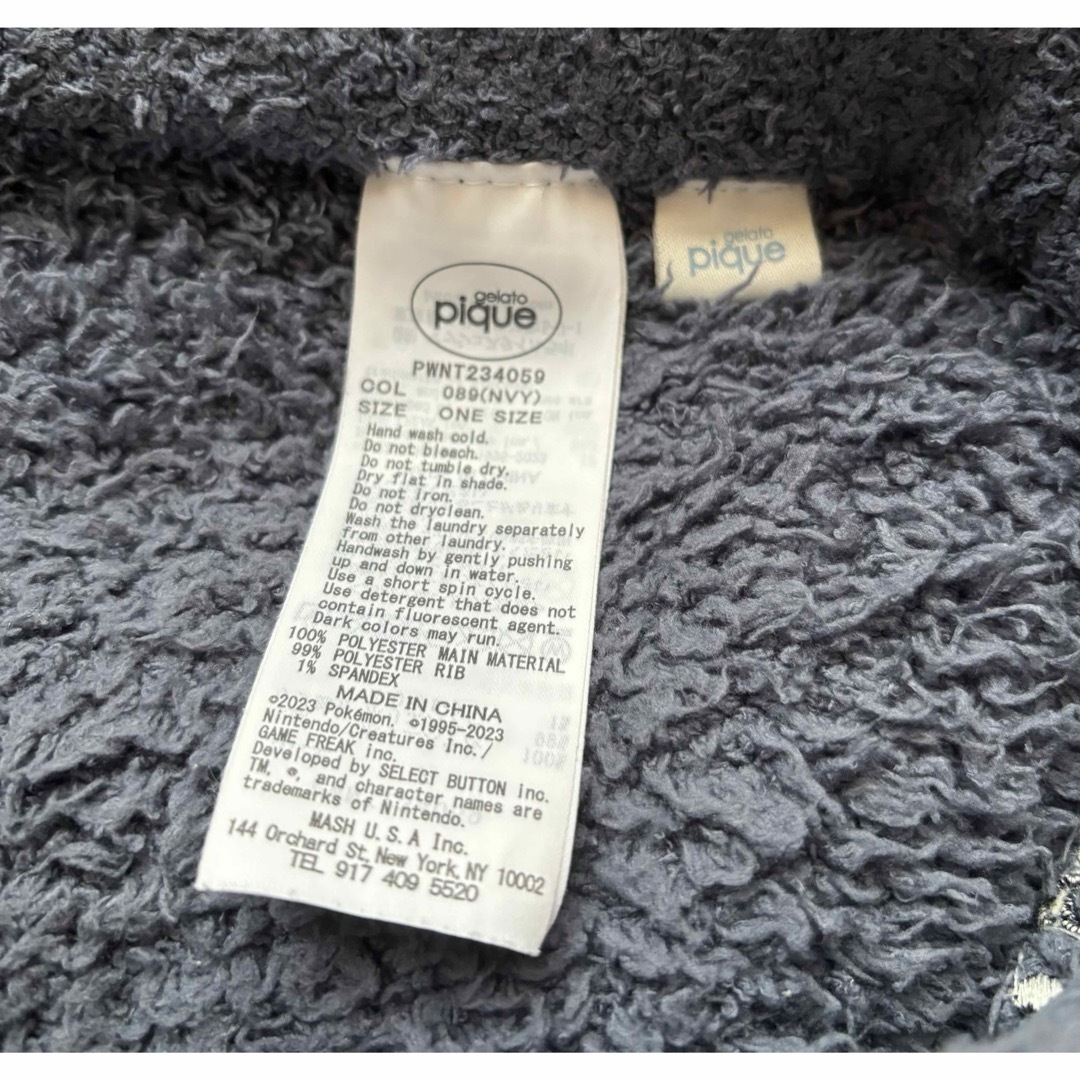 gelato
pique
PWNT234059
COL 089(NVY)
SIZE ONE SIZE
Hand wash cold.
Do not bleach.
Do not tumble dry.
Dry flat in shade.
Do not iron.
Do not dryclean.
Wash the laundry separately
from other laundry.
Handwash by gently pushing
up and down in water.
Use a short spin cycle.
Use detergent that does not
contain fluorescent agent.
Dark colors may run.
100% POLYESTER MAIN MATERIAL
99% POLYESTER RIB
1% SPANDEX
MADE IN CHINA
©2023 Pokémon. ©1995-2023
Nintendo/Creatures Inc./
GAME FREAK inc.
Developed by SELECT BUTTON inc.
TM, ®, and character names are
trademarks of Nintendo.
MASH U.S.A Inc.
144 Orchard St, New York, NY 10002
TEL 917 409 5520
gelato
pique